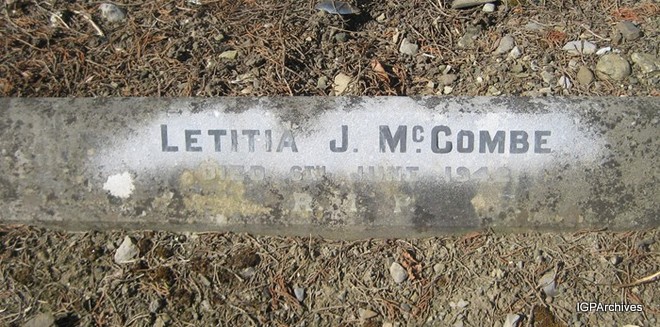 LETITIA J. McCOMBE
DIED 6TH JUNE
R M P
IGPArchives